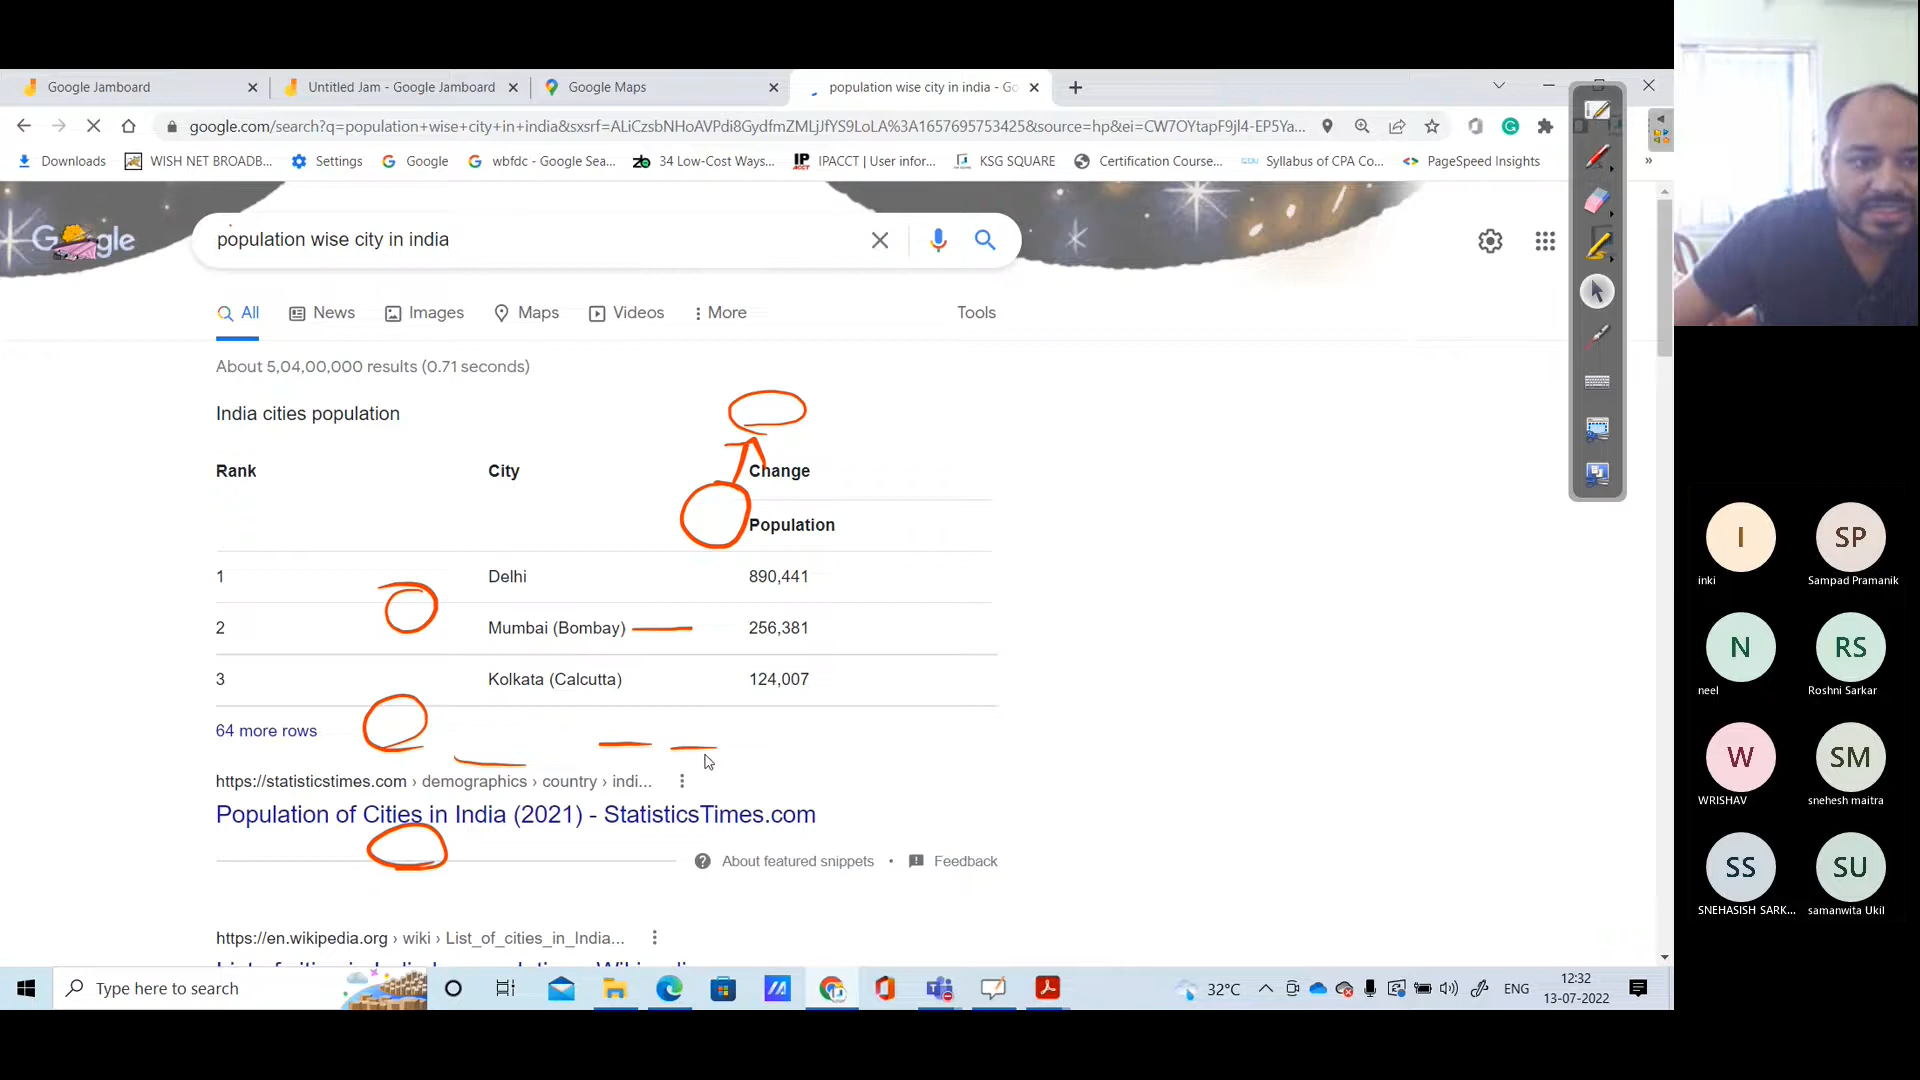 Google Jamboard
Untitled Jam - Google Jamboard
Google Maps
population wise city in india - Go
google.com/search?q=population+wise+city+in+india&sxsrf=ALiCzsbNHoAVPdi8GydfmZMLjJfYS9LoLA%3A1657695753425&source=hp&ei=CW7OYtapF9jl4-EP5Ya...
Downloads
WISH NET BROADB...
Settings
Google
wbfdc - Google Sea...
34 Low-Cost Ways...
IPACCT | User infor...
KSG SQUARE
Certification Course...
Syllabus of CPA Co...
PageSpeed Insights
»
population wise city in india
All
News
Images
Maps
Videos
More
Tools
About 5,04,00,000 results (0.71 seconds)
India cities population
Rank City Change
Population
1 Delhi 890,441
2 Mumbai (Bombay) 256,381
3 Kolkata (Calcutta) 124,007
64 more rows
https://statisticstimes.com › demographics › country › indi...
Population of Cities in India (2021) - StatisticsTimes.com
About featured snippets • Feedback
https://en.wikipedia.org › wiki › List_of_cities_in_India...
Type here to search
32°C
ENG
12:32
13-07-2022
I
inki
SP
Sampad Pramanik
N
neel
RS
Roshni Sarkar
W
WRISHAV
SM
snehesh maitra
SS
SNEHASISH SARK...
SU
samanwita Ukil